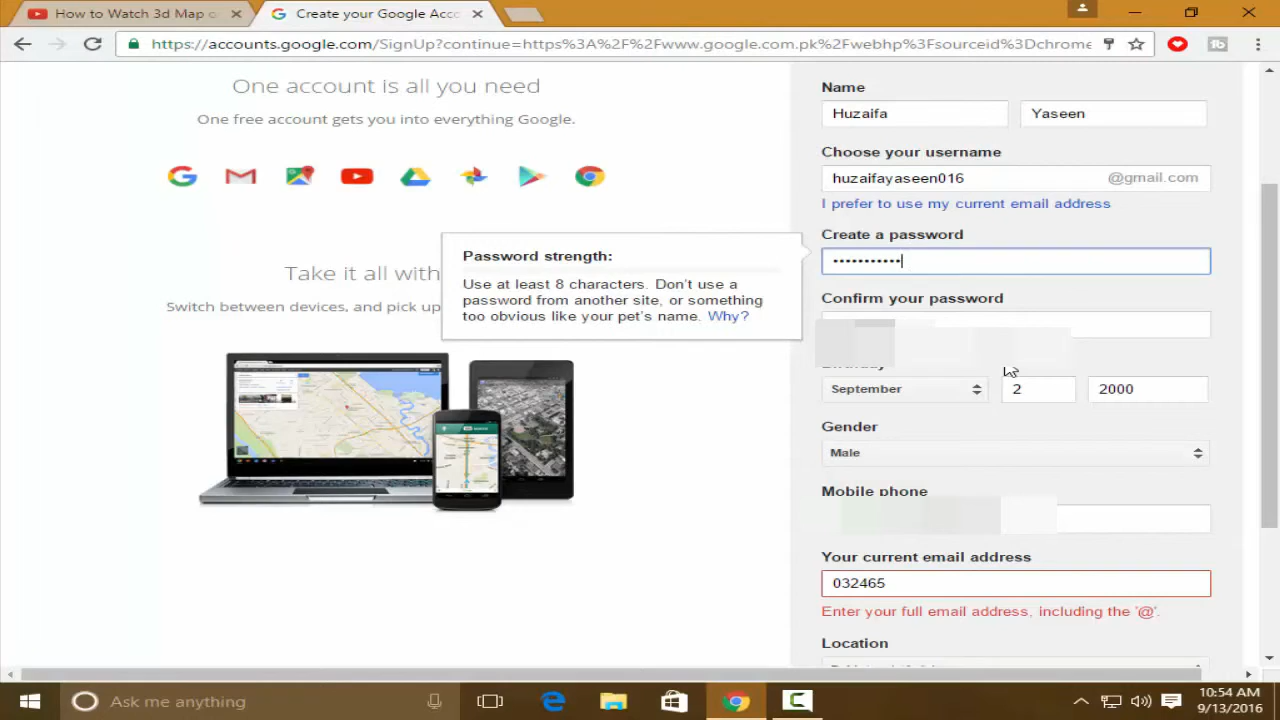 How to Watch 3d Map o
Create your Google Acco
https://accounts.google.com/SignUp?continue=https%3A%2F%2Fwww.google.com.pk%2Fwebhp%3Fsourceid%3Dchrome
One account is all you need
One free account gets you into everything Google.
Take it all with
Switch between devices, and pick up
Password strength:
Use at least 8 characters. Don't use a
password from another site, or something
too obvious like your pet's name. Why?
Name
Huzaifa Yaseen
Choose your username
huzaifayaseen016 @gmail.com
I prefer to use my current email address
Create a password
•••••••••••
Confirm your password
September 2 2000
Gender
Male
Mobile phone
Your current email address
032465
Enter your full email address, including the '@'.
Location
Ask me anything
10:54 AM
9/13/2016